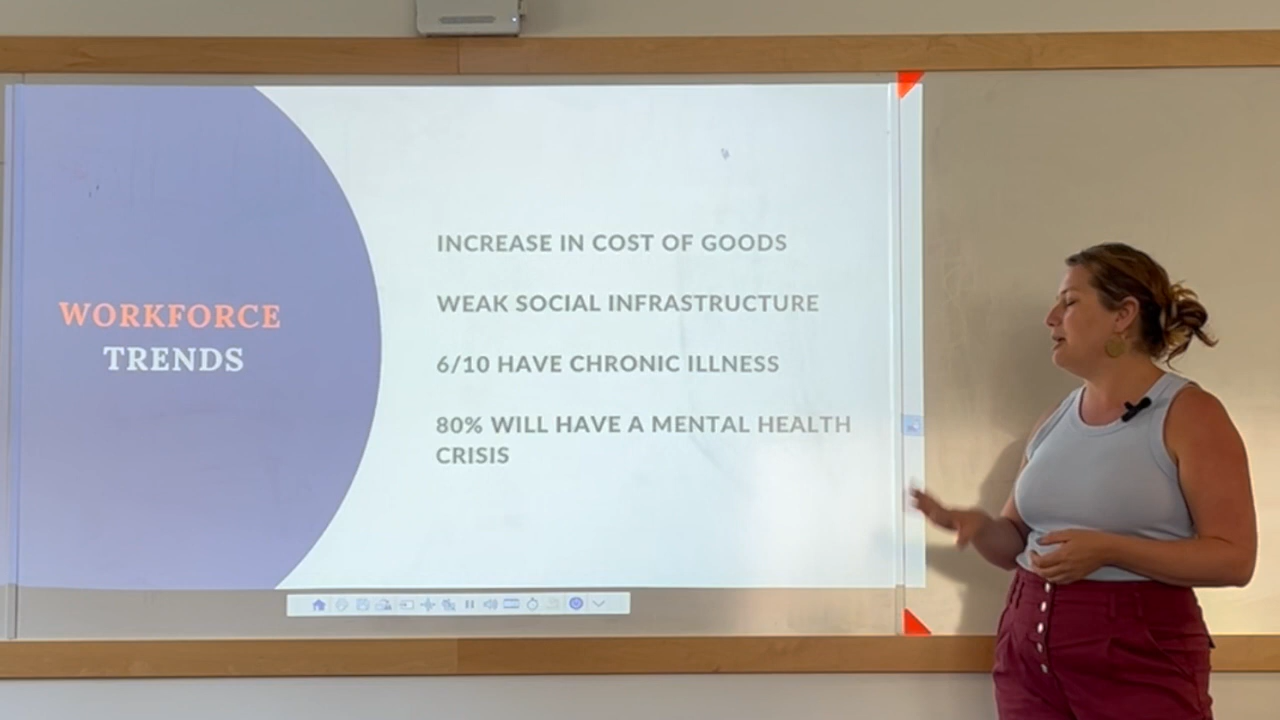 WORKFORCE
TRENDS
INCREASE IN COST OF GOODS
WEAK SOCIAL INFRASTRUCTURE
6/10 HAVE CHRONIC ILLNESS
80% WILL HAVE A MENTAL HEALTH
CRISIS